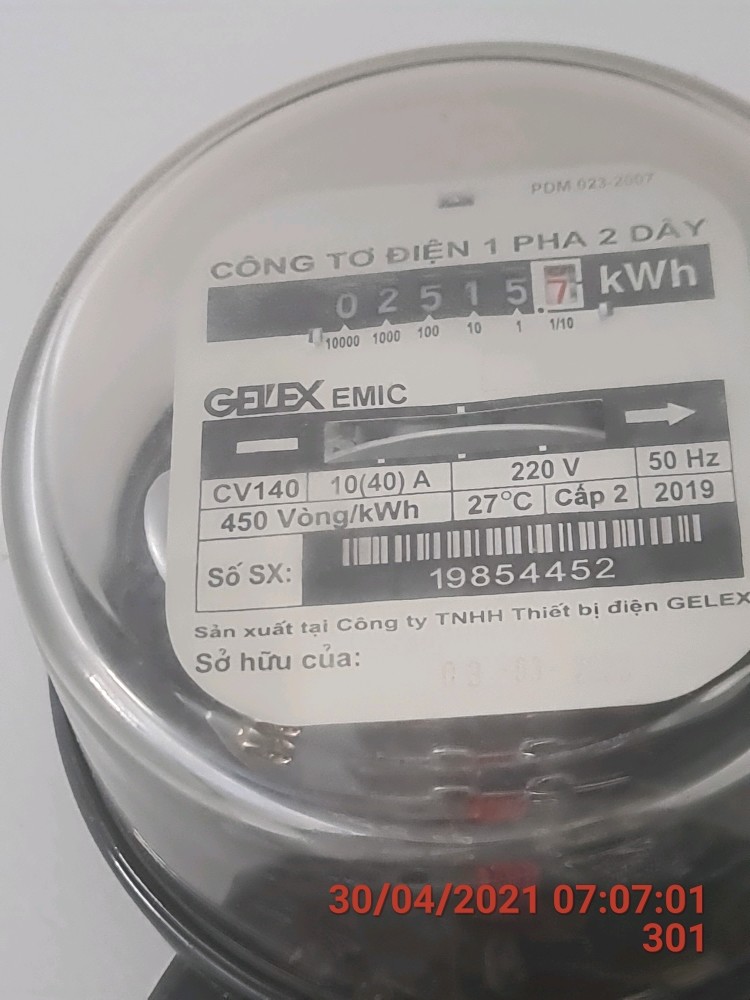 PDM 023-2007
CÔNG TƠ ĐIỆN 1 PHA 2 DÂY
0 2 5 1 5 7 kWh
10000 1000 100 10 1 1/10
GELEX EMIC
CV140 10(40) A 220 V 50 Hz
450 Vòng/kWh 27°C Cấp 2 2019
Số SX: 19854452
Sản xuất tại Công ty TNHH Thiết bị điện GELEX
Sở hữu của:
30/04/2021 07:07:01
301